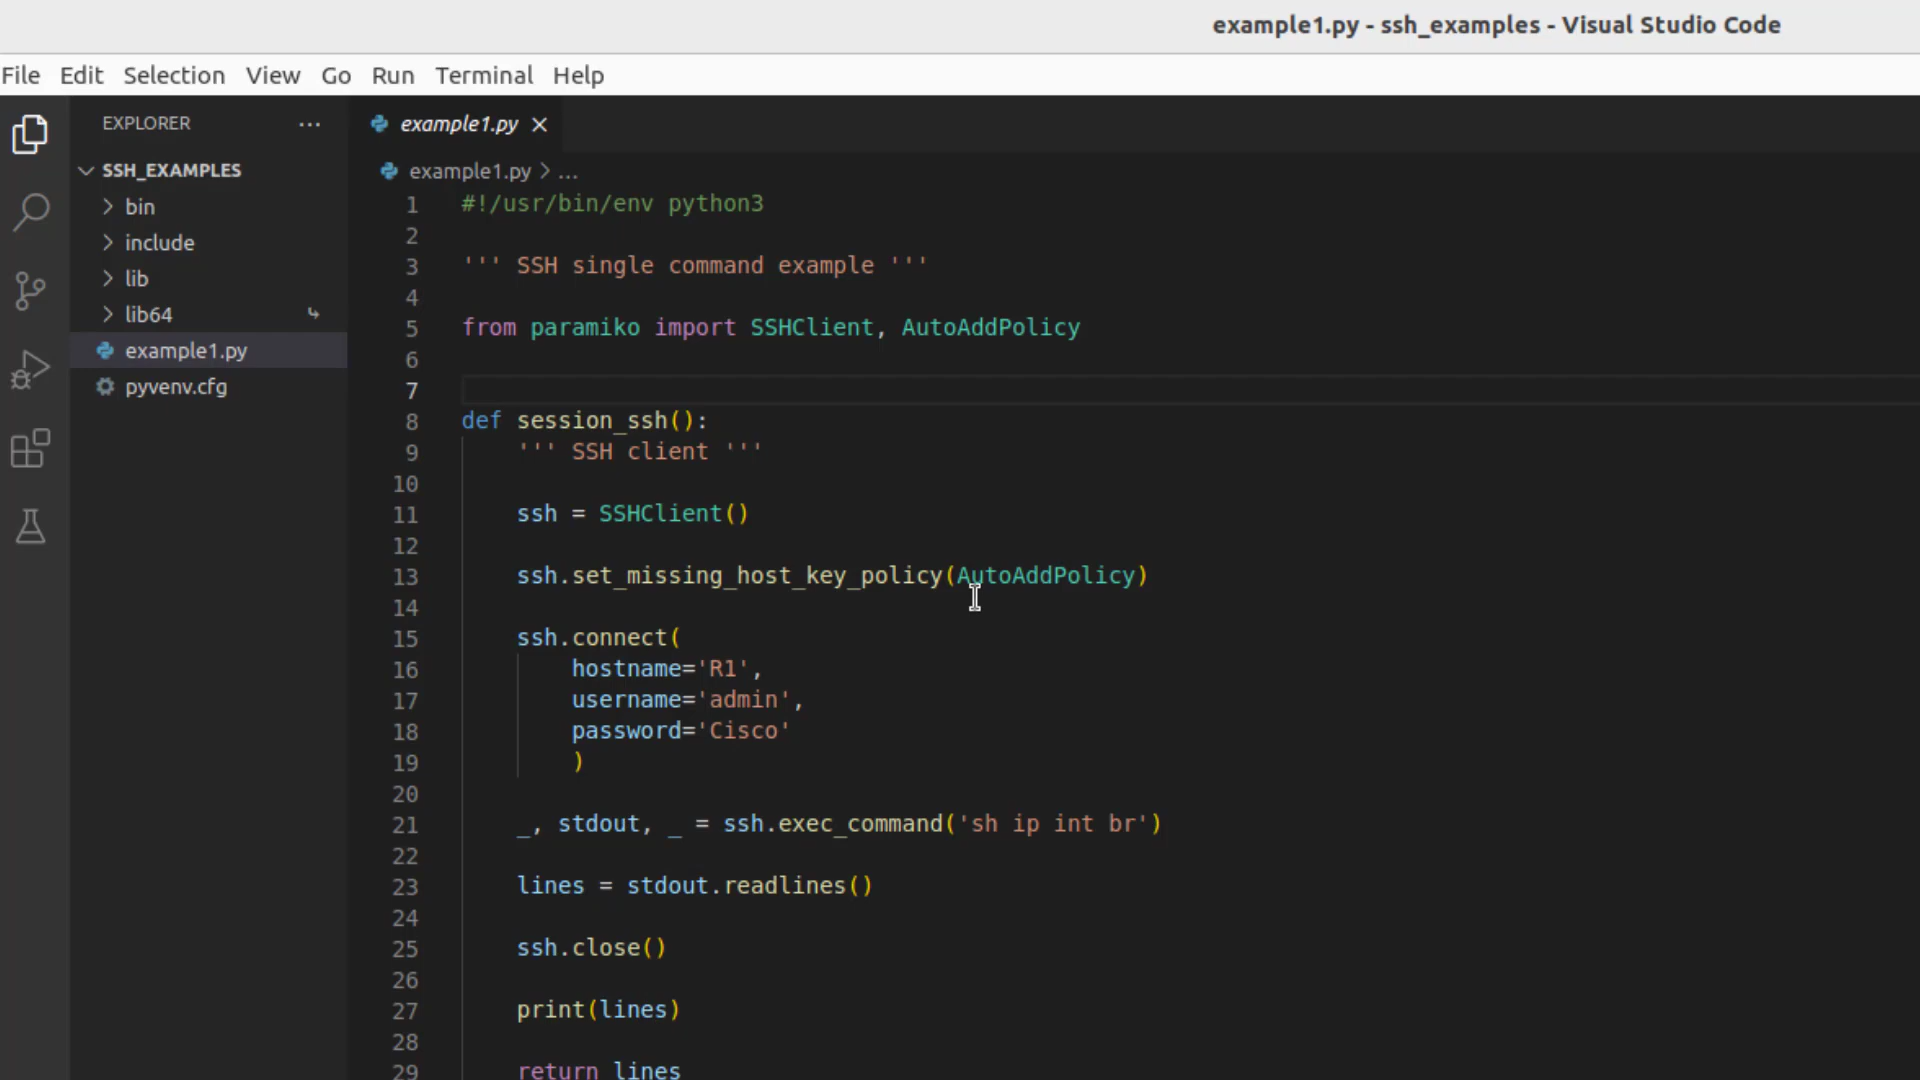 example1.py - ssh_examples - Visual Studio Code
File Edit Selection View Go Run Terminal Help
EXPLORER ...
SSH_EXAMPLES
bin
include
lib
lib64
example1.py
pyvenv.cfg
example1.py
example1.py > ...
1 #!/usr/bin/env python3
2
3 ''' SSH single command example '''
4
5 from paramiko import SSHClient, AutoAddPolicy
6
7
8 def session_ssh():
9 ''' SSH client '''
10
11 ssh = SSHClient()
12
13 ssh.set_missing_host_key_policy(AutoAddPolicy)
14
15 ssh.connect(
16 hostname='R1',
17 username='admin',
18 password='Cisco'
19 )
20
21 _, stdout, _ = ssh.exec_command('sh ip int br')
22
23 lines = stdout.readlines()
24
25 ssh.close()
26
27 print(lines)
28
29 return lines